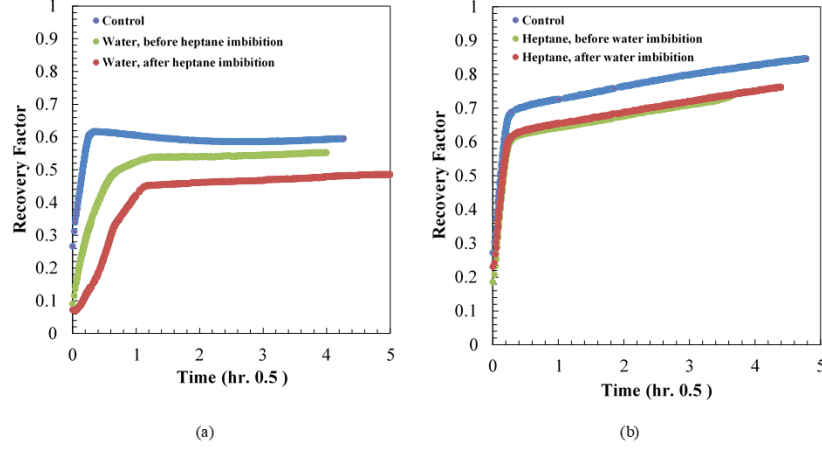 1
0.9
0.8
0.7
0.6
0.5
0.4
0.3
0.2
0.1
0
Recovery Factor
Control
Water, before heptane imbibition
Water, after heptane imbibition
0 1 2 3 4 5
Time (hr. 0.5 )
(a)
1
0.9
0.8
0.7
0.6
0.5
0.4
0.3
0.2
0.1
0
Recovery Factor
Control
Heptane, before water imbibition
Heptane, after water imbibition
0 1 2 3 4 5
Time (hr. 0.5 )
(b)